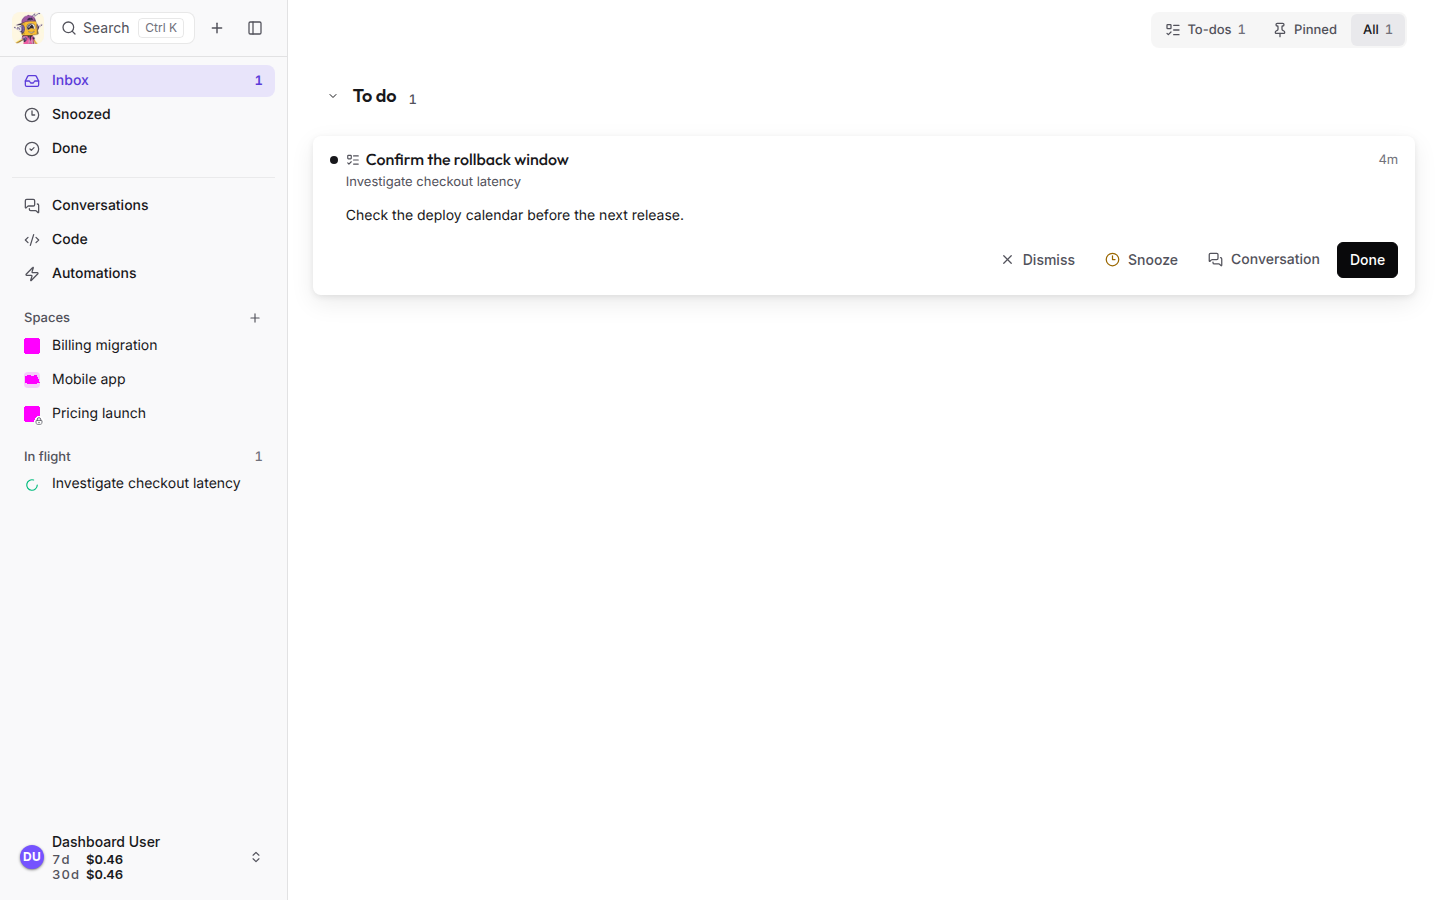 Search Ctrl K
Inbox 1
Snoozed
Done
Conversations
Code
Automations
Spaces
Billing migration
Mobile app
Pricing launch
In flight 1
Investigate checkout latency
DU
Dashboard User
7d $0.46
30d $0.46
To-dos 1 Pinned All 1
To do 1
Confirm the rollback window 4m
Investigate checkout latency
Check the deploy calendar before the next release.
Dismiss Snooze Conversation Done